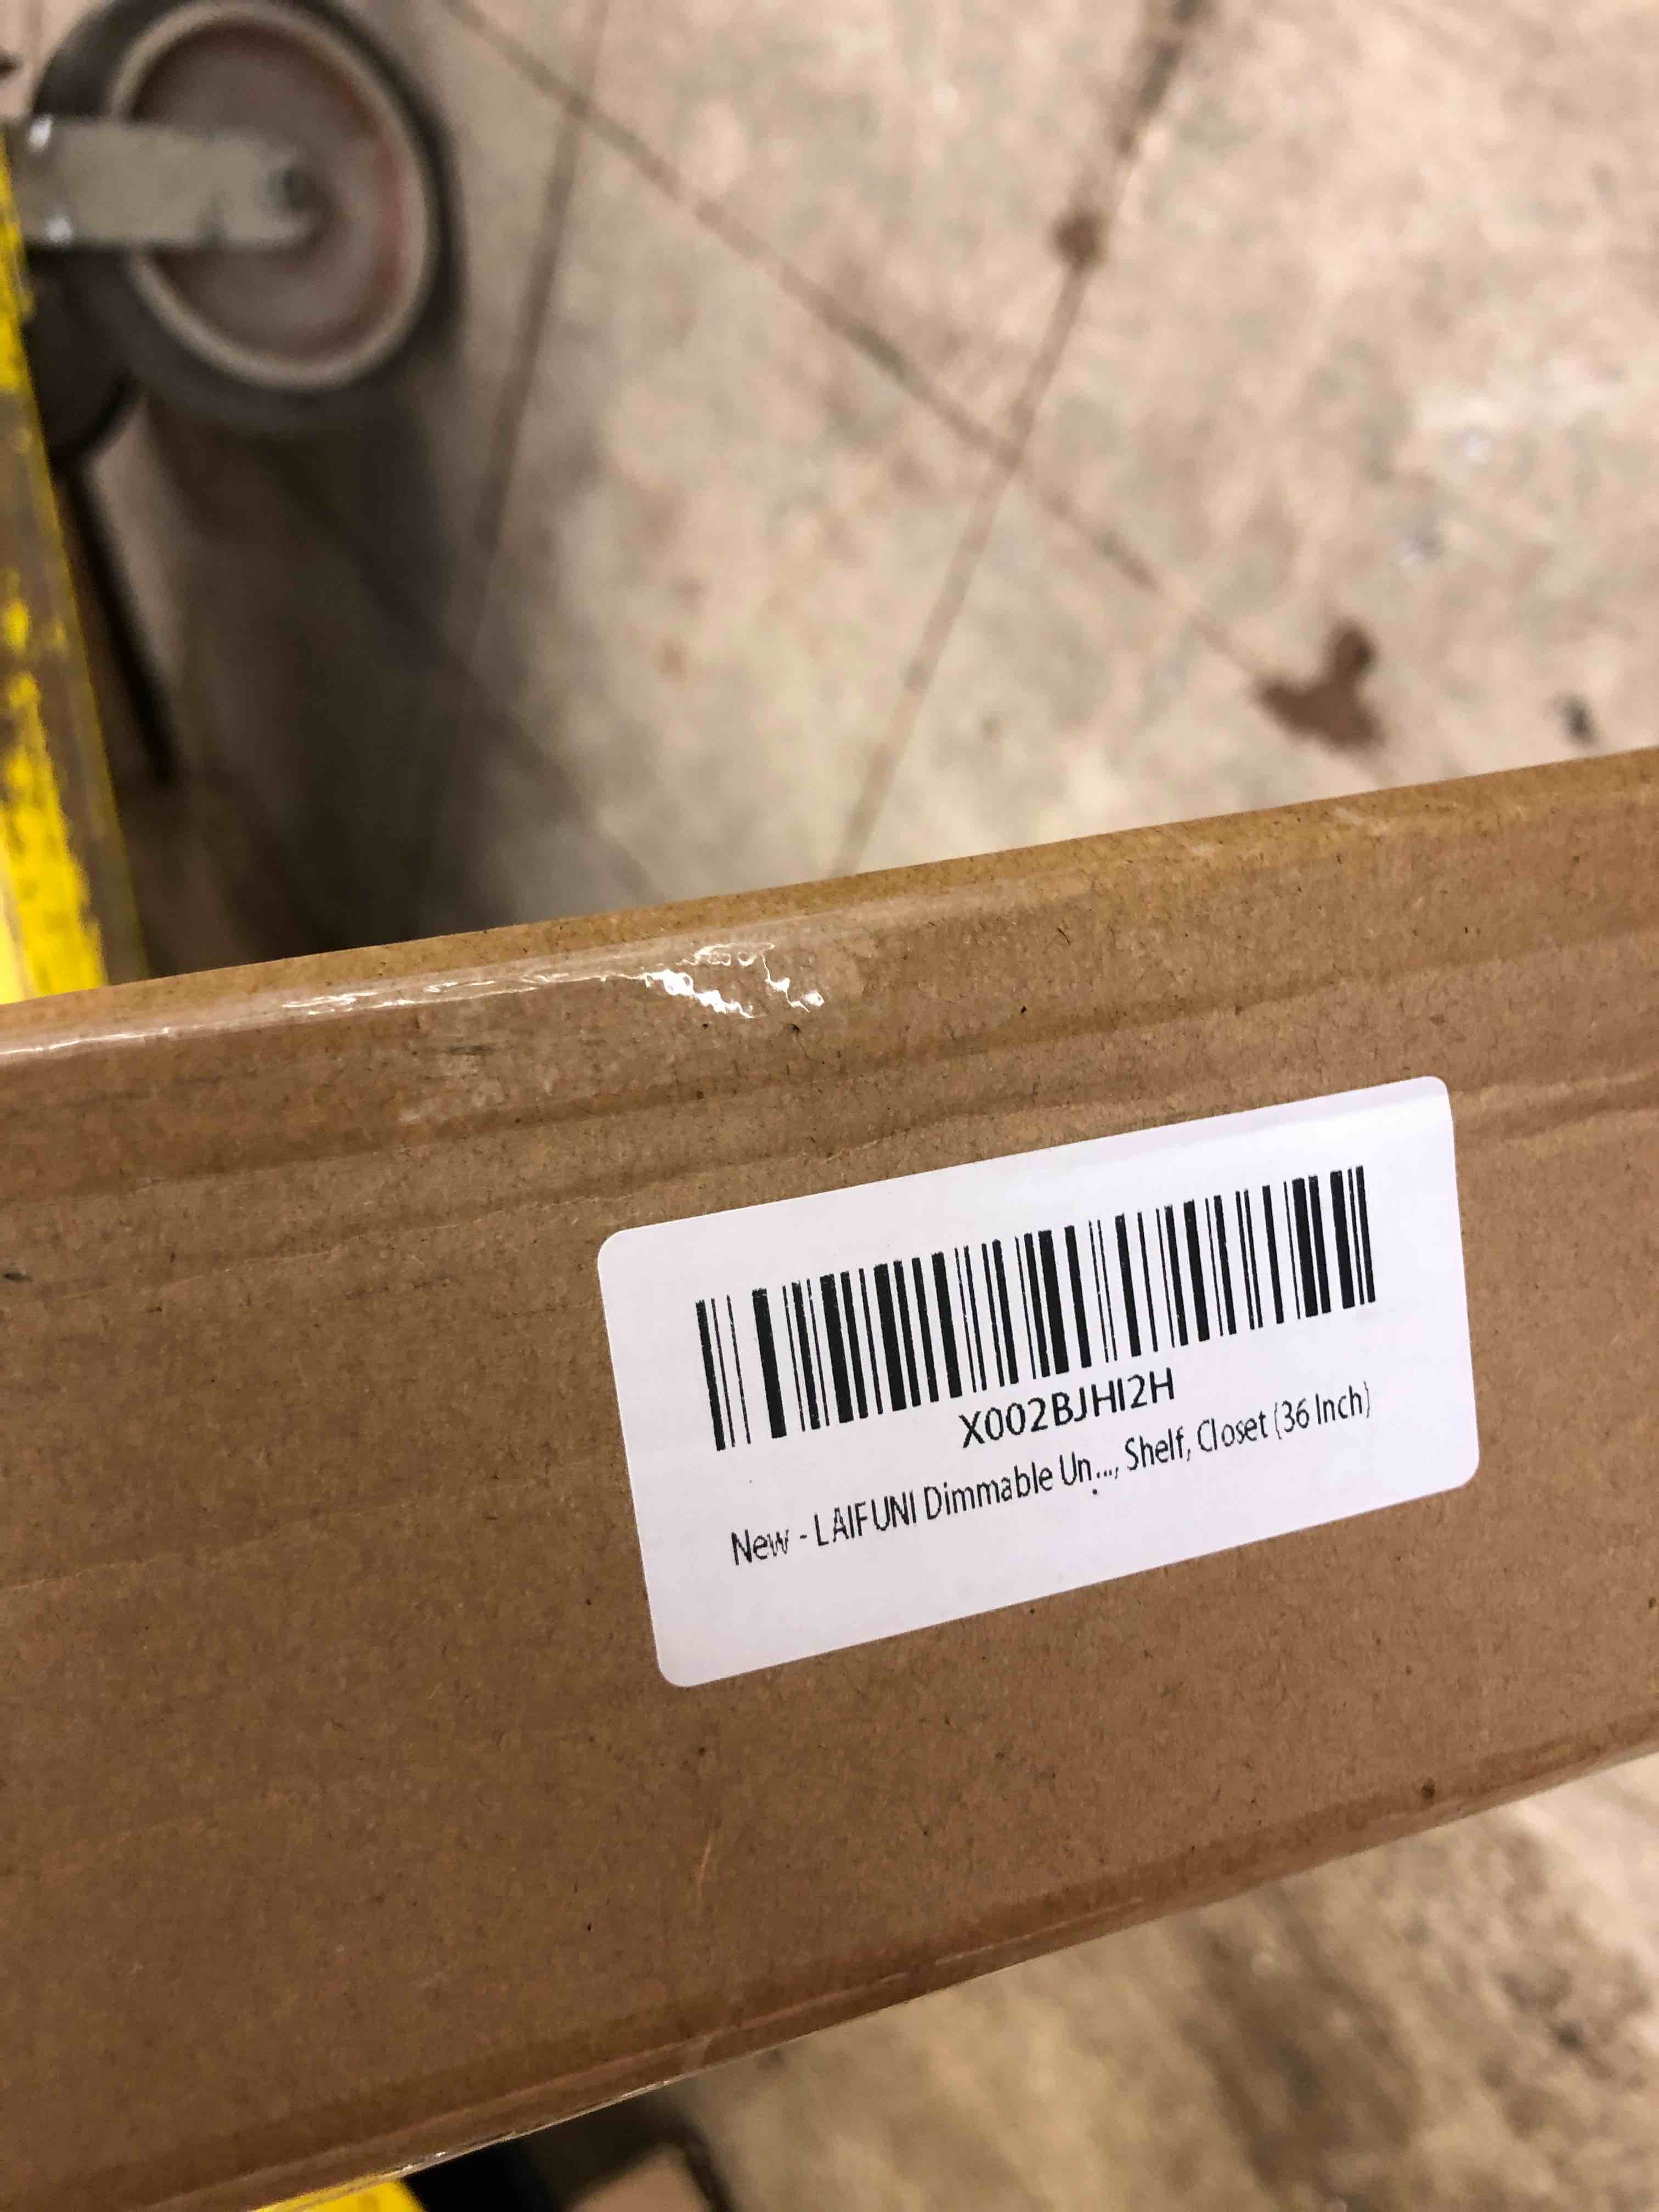 X002BJHI2H
New - LAIFUNI Dimmable Un..., Shelf, Closet (36 Inch)